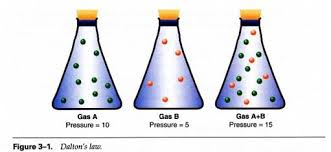 Gas A
Pressure = 10
Gas B
Pressure = 5
Gas A+B
Pressure = 15
Figure 3–1. Dalton's law.